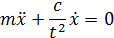 mẍ + c/t² ẋ = 0